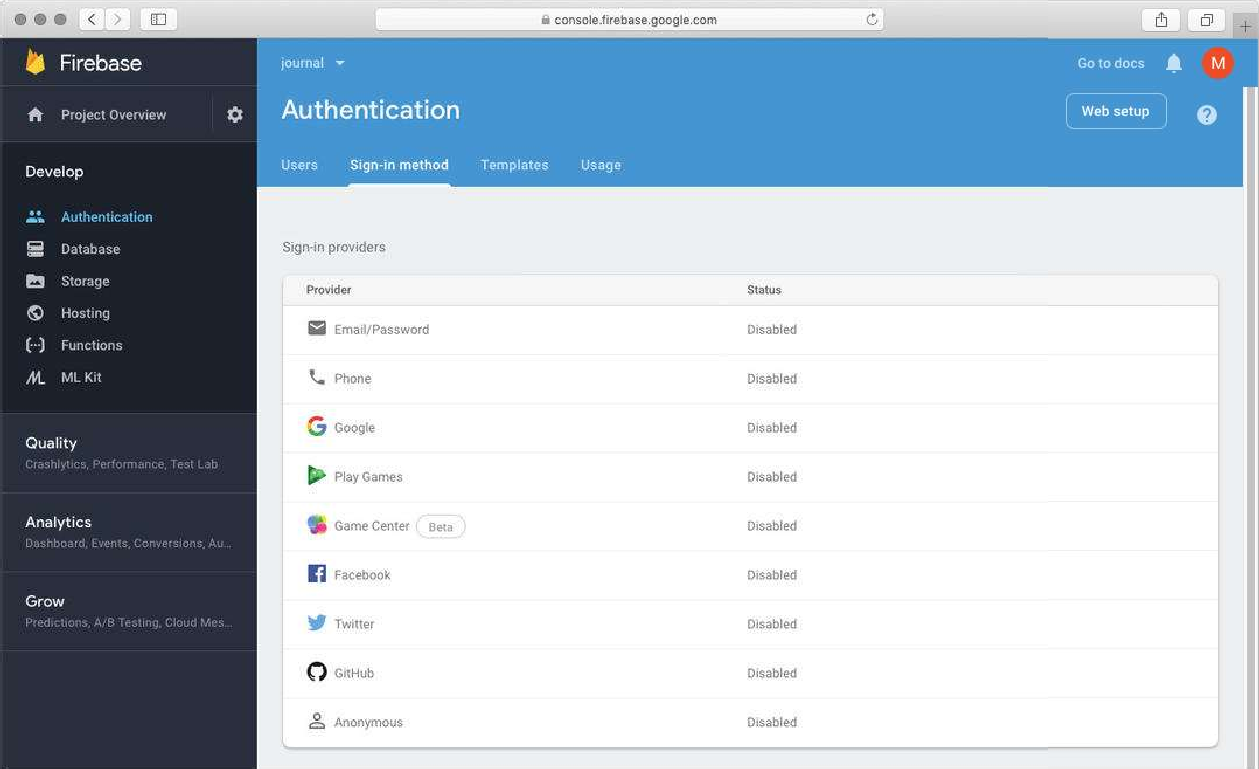 console.firebase.google.com
Firebase
journal
Go to docs
M
Project Overview
Authentication
Web setup
?
Users Sign-in method Templates Usage
Develop
Authentication
Database
Storage
Hosting
Functions
ML Kit
Quality
Crashlytics, Performance, Test Lab
Analytics
Dashboard, Events, Conversions, Au...
Grow
Predictions, A/B Testing, Cloud Mes...
Sign-in providers
Provider Status
Email/Password Disabled
Phone Disabled
Google Disabled
Play Games Disabled
Game Center Beta Disabled
Facebook Disabled
Twitter Disabled
GitHub Disabled
Anonymous Disabled